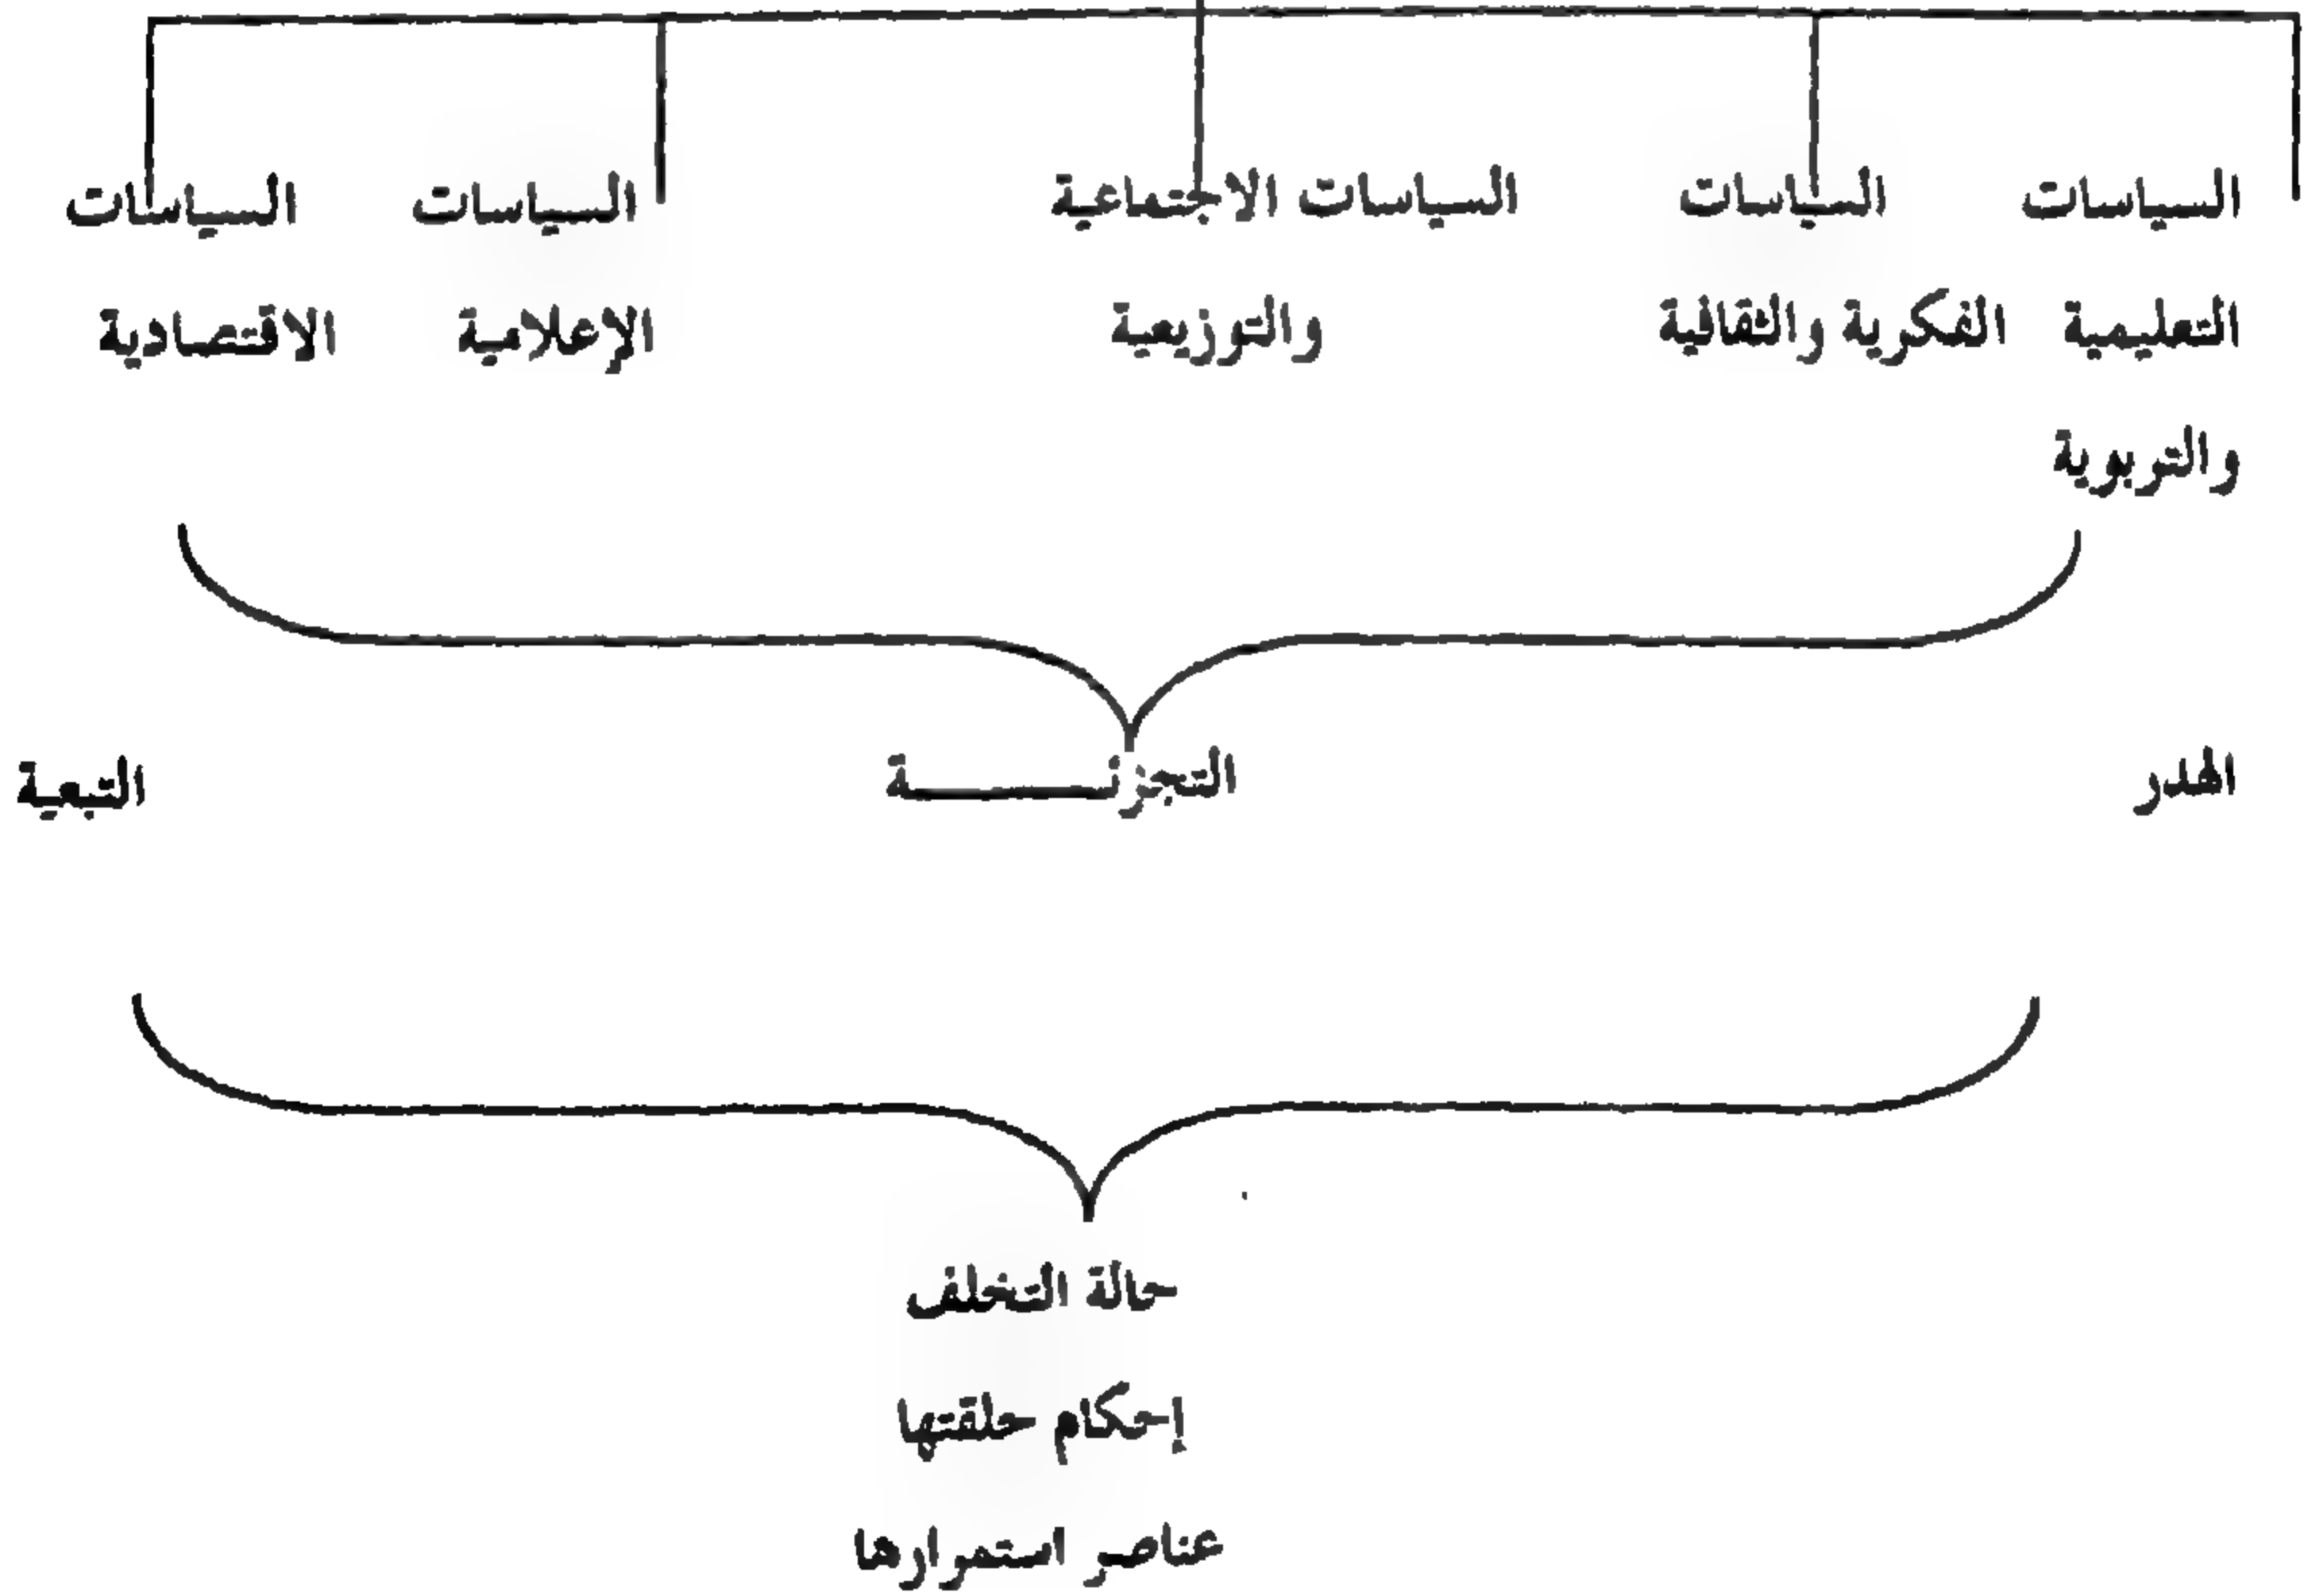 السياسات السياسات السياسات الاجتماعية السياسات السياسات
التعليمية الفكرية والثقافية والتوزيعية الإعلامية الاقتصادية
والتربوية
الهدر التجزئـــــــة التبعية
حالة التخلف
إحكام حلقتها
عناصر استمرارها